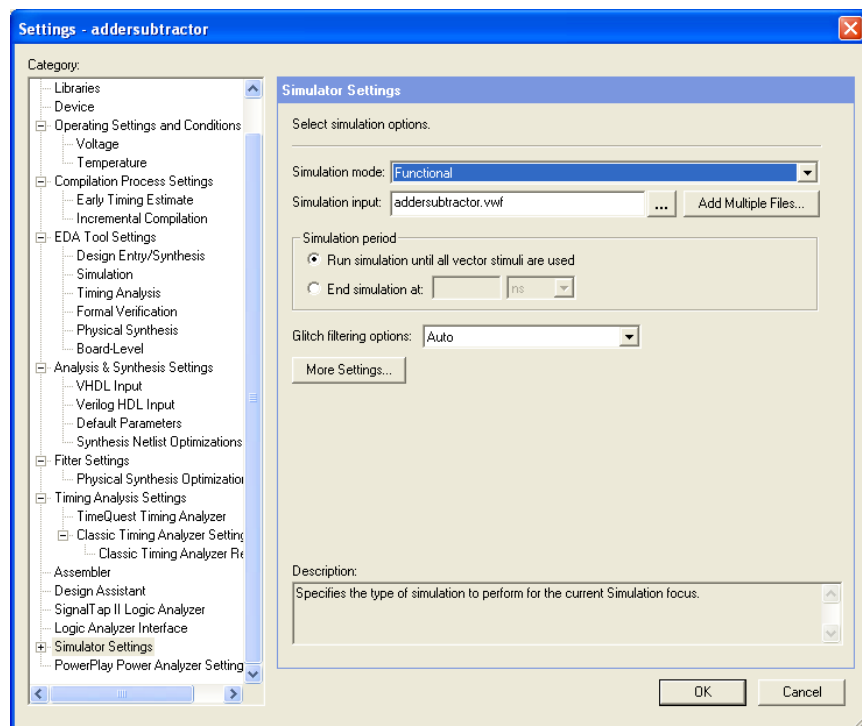 Settings - addersubtractor
Category:
Libraries
Device
Operating Settings and Conditions
Voltage
Temperature
Compilation Process Settings
Early Timing Estimate
Incremental Compilation
EDA Tool Settings
Design Entry/Synthesis
Simulation
Timing Analysis
Formal Verification
Physical Synthesis
Board-Level
Analysis & Synthesis Settings
VHDL Input
Verilog HDL Input
Default Parameters
Synthesis Netlist Optimizations
Fitter Settings
Physical Synthesis Optimization
Timing Analysis Settings
TimeQuest Timing Analyzer
Classic Timing Analyzer Setting
Classic Timing Analyzer Re
Assembler
Design Assistant
SignalTap II Logic Analyzer
Logic Analyzer Interface
Simulator Settings
PowerPlay Power Analyzer Setting
Simulator Settings
Select simulation options.
Simulation mode: Functional
Simulation input: addersubtractor.vwf ... Add Multiple Files...
Simulation period
Run simulation until all vector stimuli are used
End simulation at: ns
Glitch filtering options: Auto
More Settings...
Description:
Specifies the type of simulation to perform for the current Simulation focus.
OK Cancel